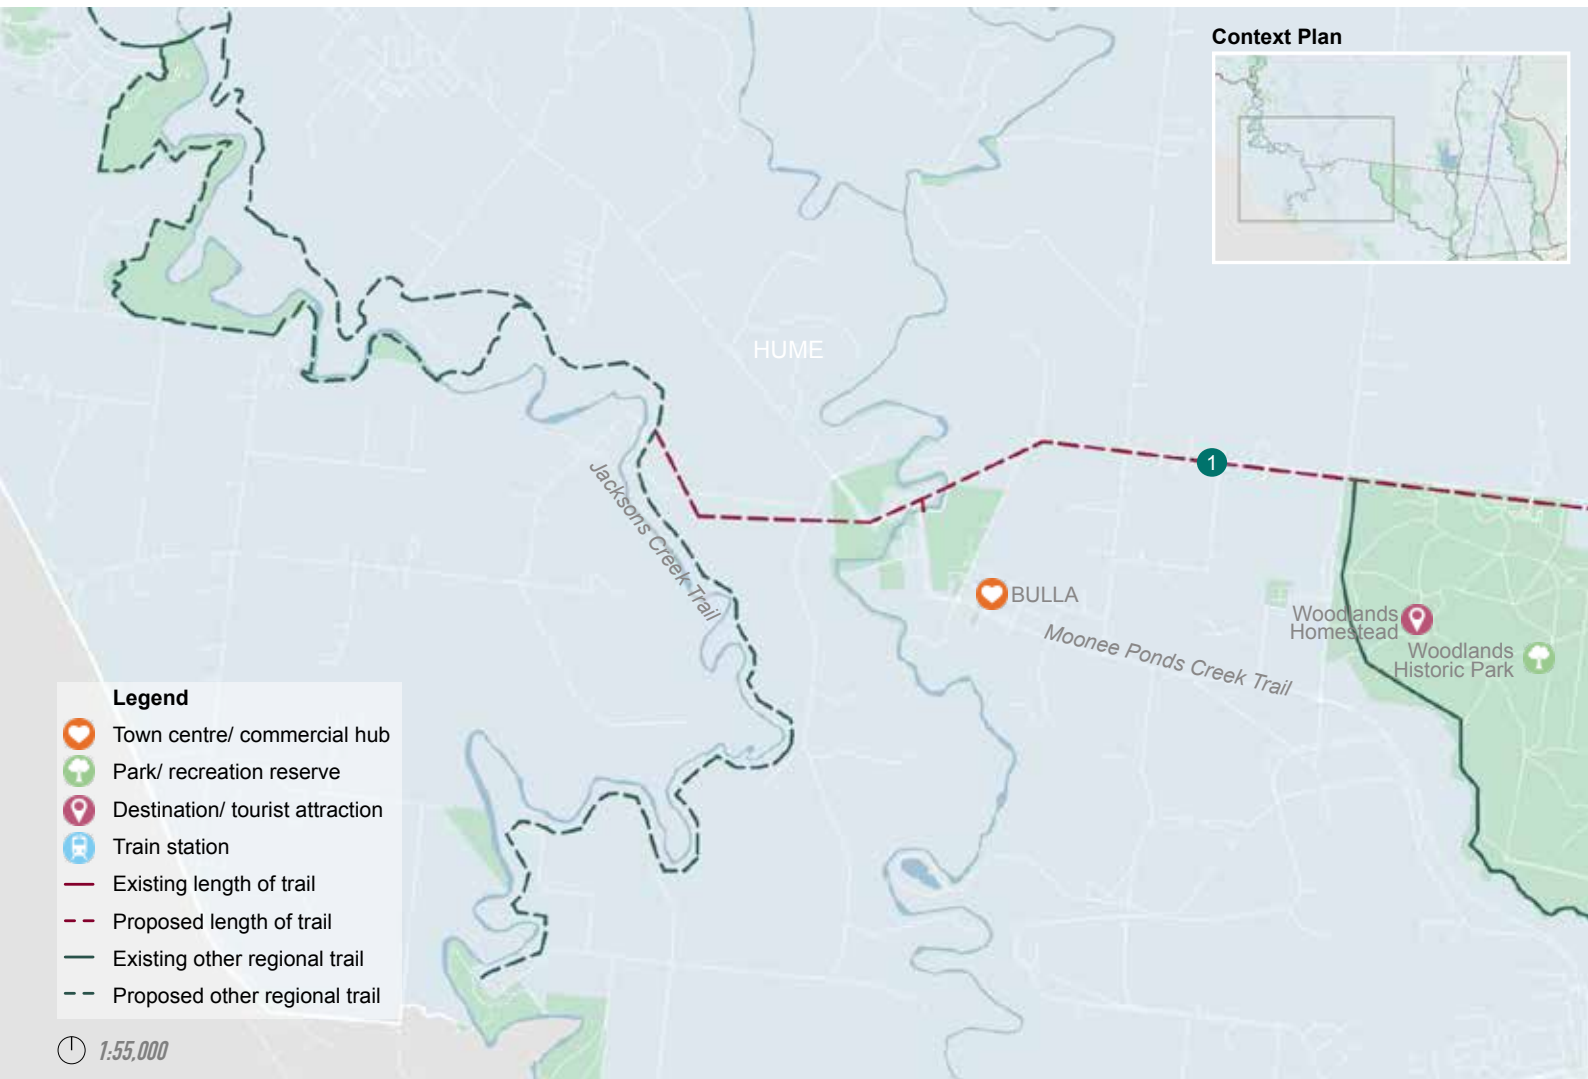 Context Plan
HUME
1
Jacksons Creek Trail
BULLA
Moonee Ponds Creek Trail
Woodlands
Homestead
Woodlands
Historic Park
Legend
Town centre/ commercial hub
Park/ recreation reserve
Destination/ tourist attraction
Train station
Existing length of trail
Proposed length of trail
Existing other regional trail
Proposed other regional trail
1:55,000